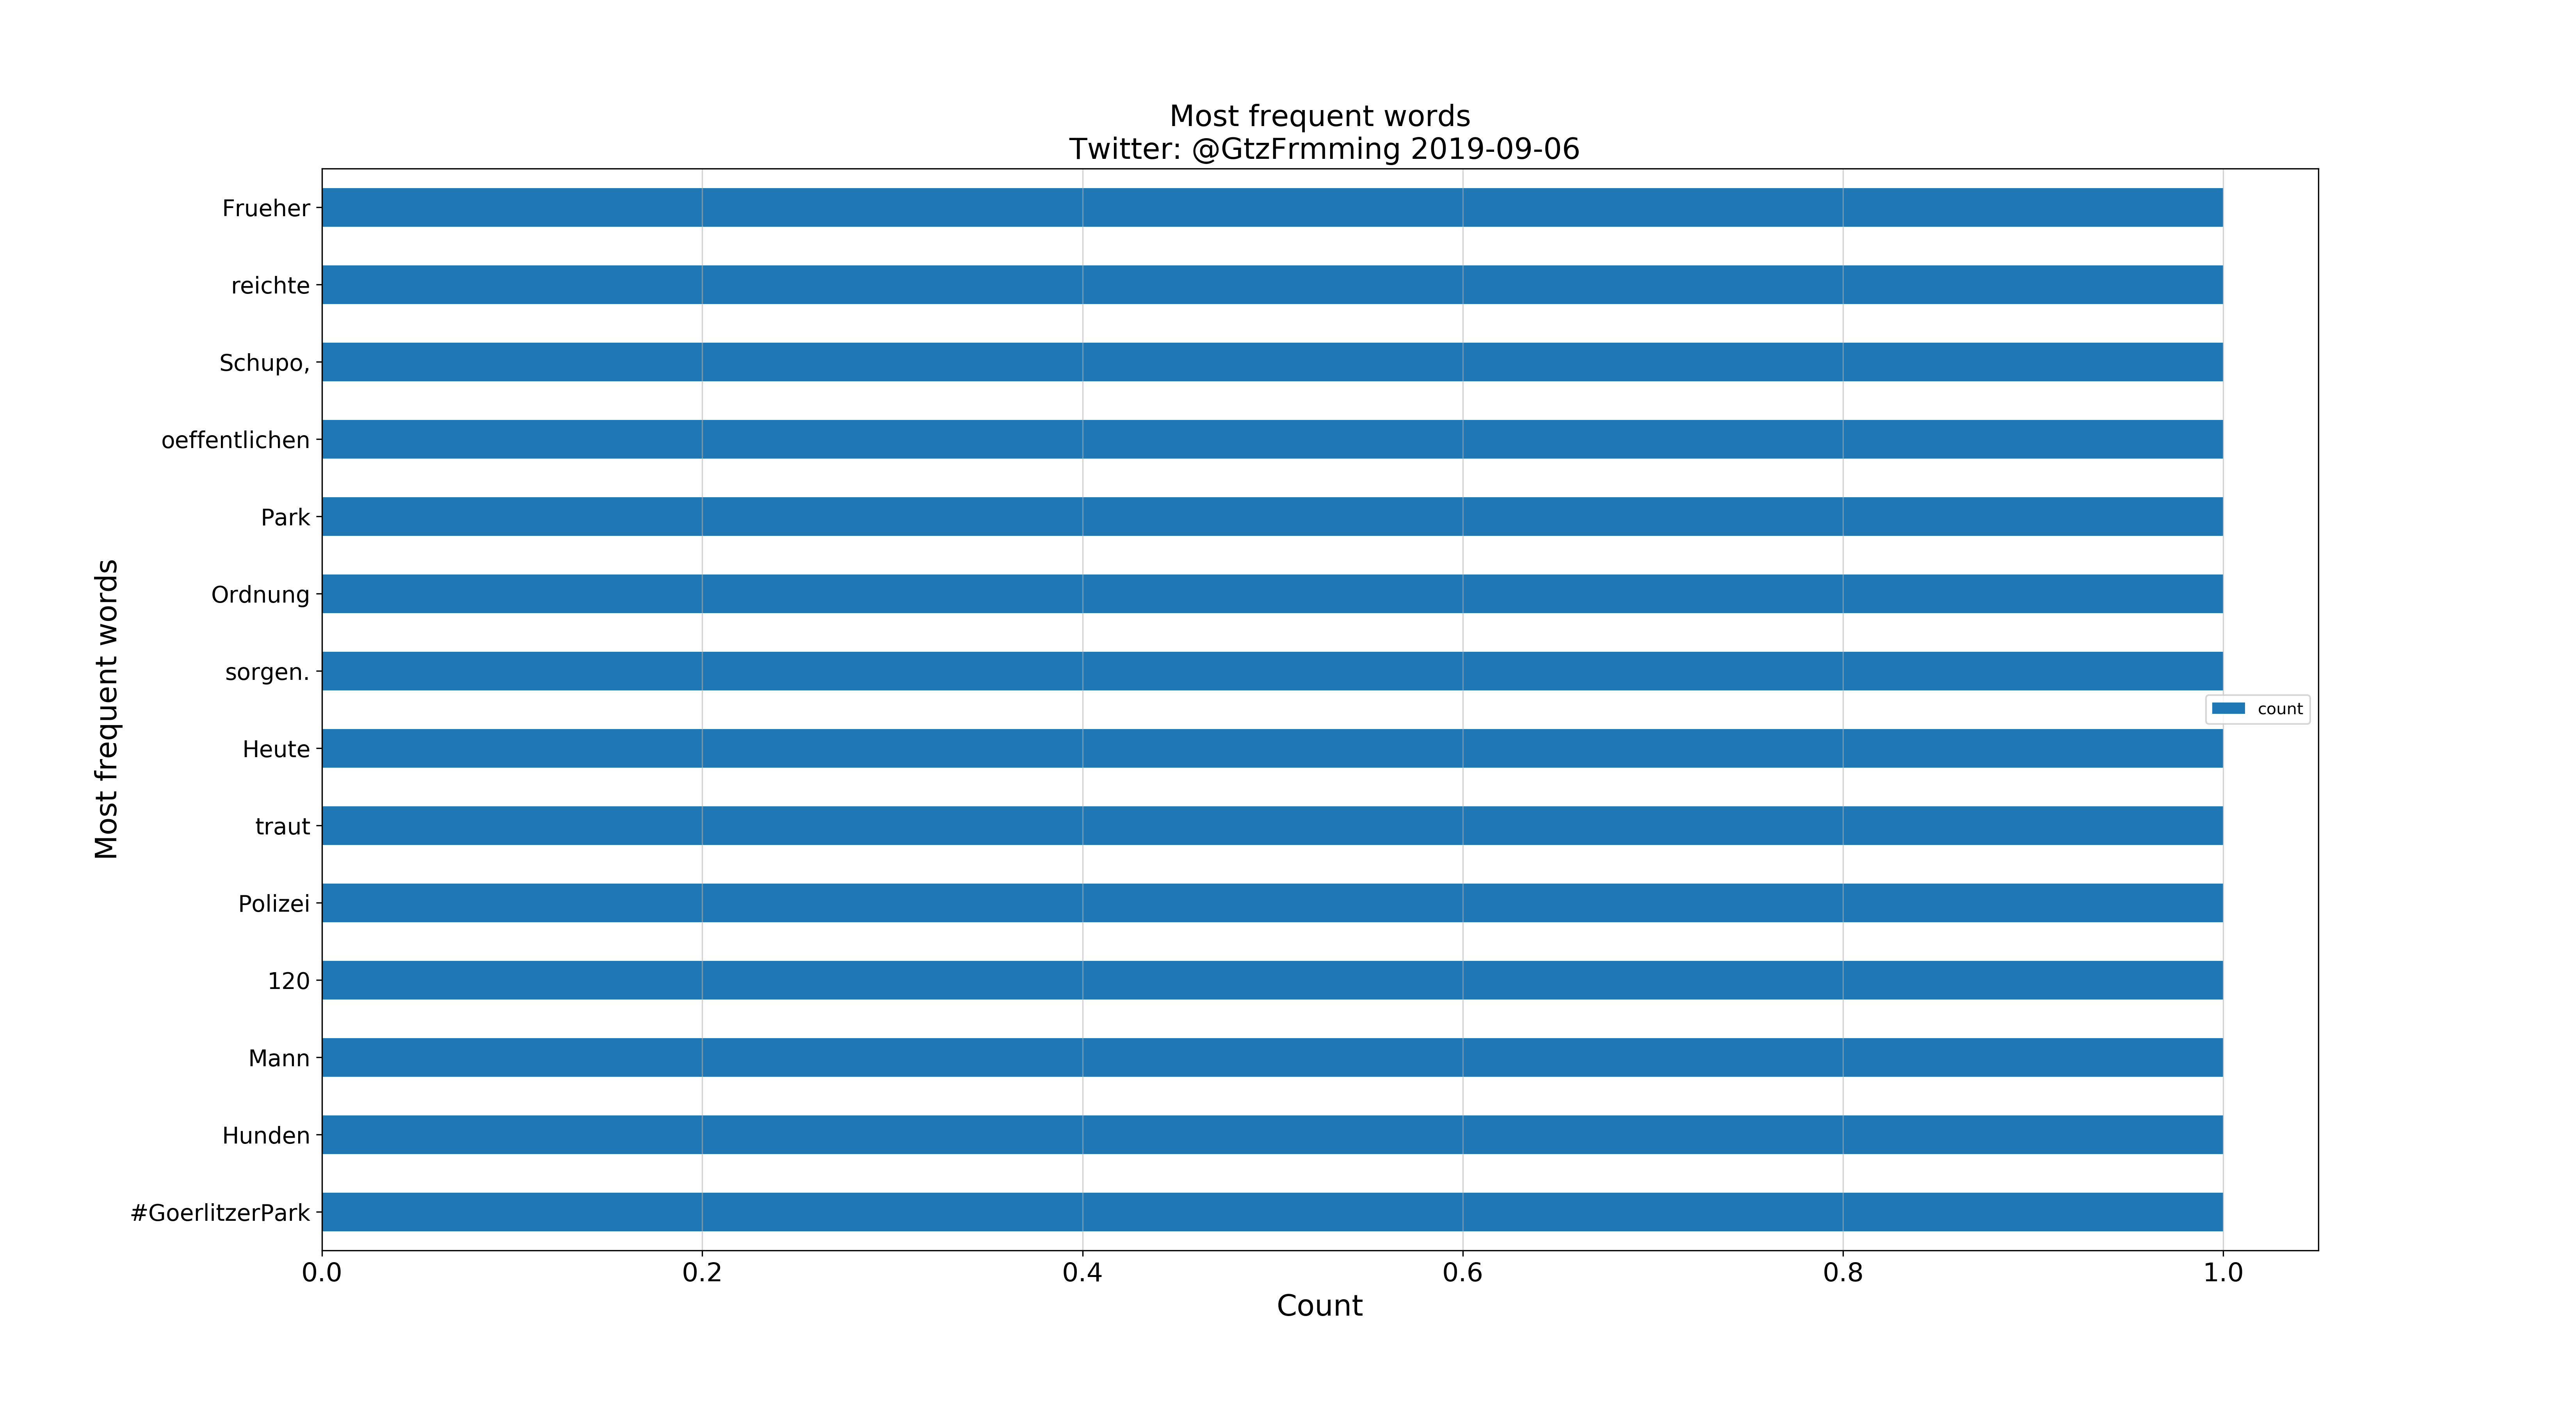 Most frequent words
Twitter: @GtzFrmming 2019-09-06
Most frequent words
Frueher
reichte
Schupo,
oeffentlichen
Park
Ordnung
sorgen.
Heute
traut
Polizei
120
Mann
Hunden
#GoerlitzerPark
count
0.0 0.2 0.4 0.6 0.8 1.0
Count